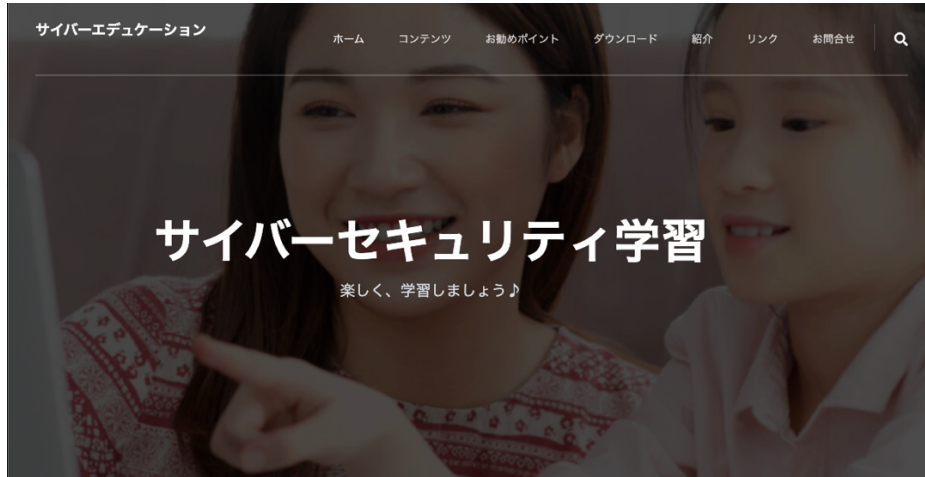 サイバーエデュケーション
ホーム コンテンツ お勧めポイント ダウンロード 紹介 リンク お問合せ
サイバーセキュリティ学習
楽しく、学習しましょう♪